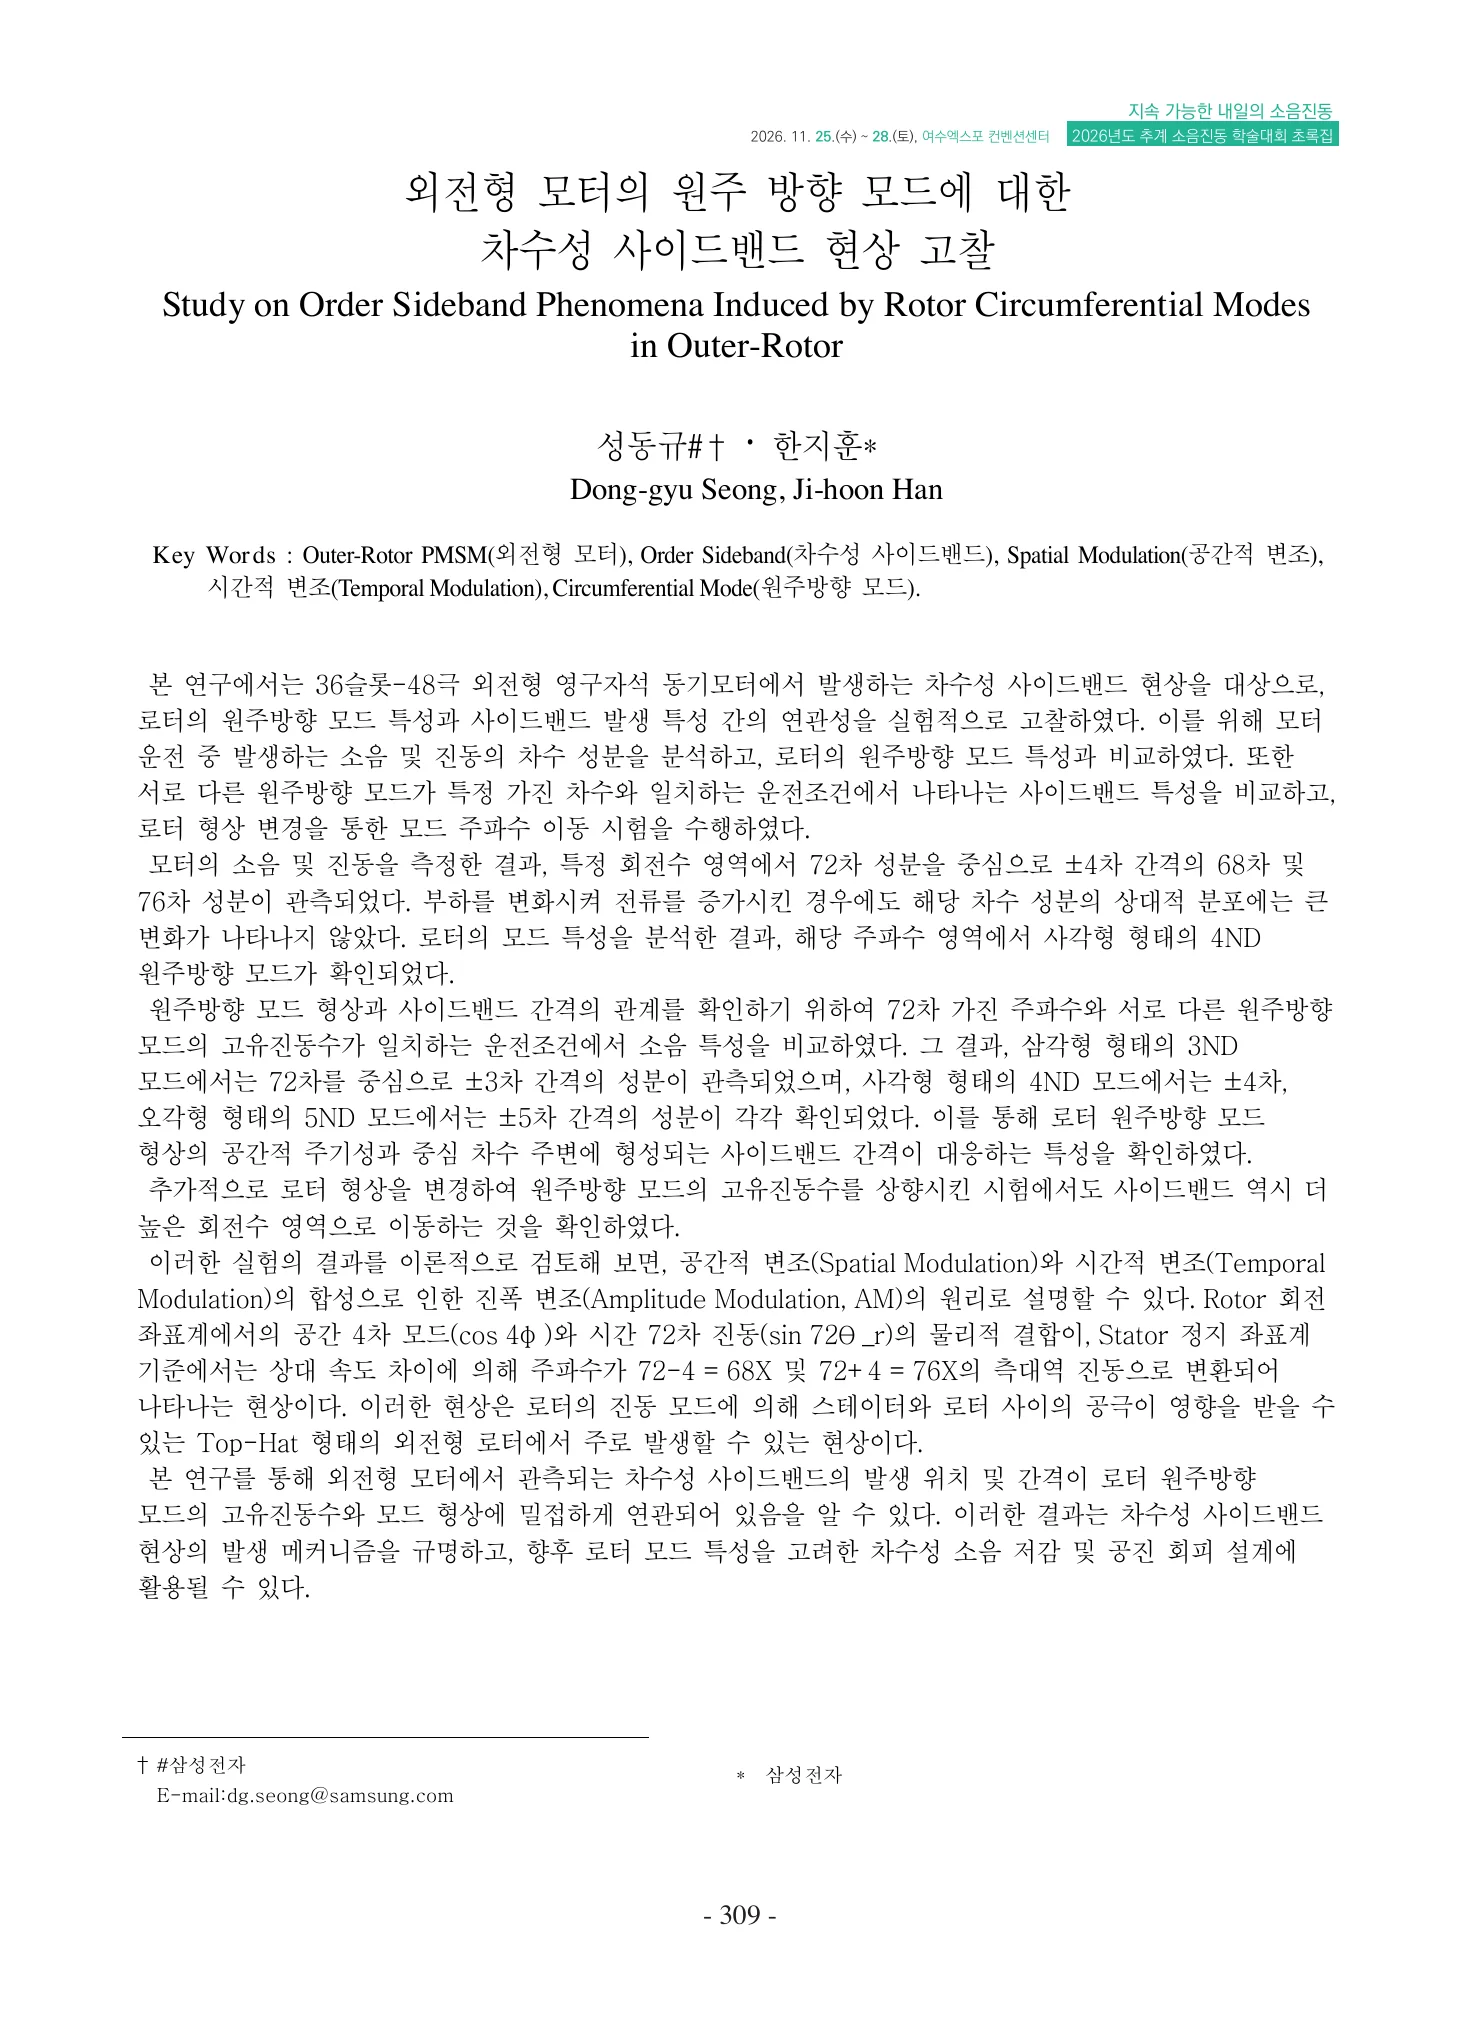 지속 가능한 내일의 소음진동
2026. 11. 25.(수) ~ 28.(토), 여수엑스포 컨벤션센터 2026년도 추계 소음진동 학술대회 초록집
외전형 모터의 원주 방향 모드에 대한
차수성 사이드밴드 현상 고찰
Study on Order Sideband Phenomena Induced by Rotor Circumferential Modes
in Outer-Rotor
성동규#† · 한지훈*
Dong-gyu Seong, Ji-hoon Han
Key Words : Outer-Rotor PMSM(외전형 모터), Order Sideband(차수성 사이드밴드), Spatial Modulation(공간적 변조),
시간적 변조(Temporal Modulation), Circumferential Mode(원주방향 모드).
본 연구에서는 36슬롯-48극 외전형 영구자석 동기모터에서 발생하는 차수성 사이드밴드 현상을 대상으로,
로터의 원주방향 모드 특성과 사이드밴드 발생 특성 간의 연관성을 실험적으로 고찰하였다. 이를 위해 모터
운전 중 발생하는 소음 및 진동의 차수 성분을 분석하고, 로터의 원주방향 모드 특성과 비교하였다. 또한
서로 다른 원주방향 모드가 특정 가진 차수와 일치하는 운전조건에서 나타나는 사이드밴드 특성을 비교하고,
로터 형상 변경을 통한 모드 주파수 이동 시험을 수행하였다.
모터의 소음 및 진동을 측정한 결과, 특정 회전수 영역에서 72차 성분을 중심으로 ±4차 간격의 68차 및
76차 성분이 관측되었다. 부하를 변화시켜 전류를 증가시킨 경우에도 해당 차수 성분의 상대적 분포에는 큰
변화가 나타나지 않았다. 로터의 모드 특성을 분석한 결과, 해당 주파수 영역에서 사각형 형태의 4ND
원주방향 모드가 확인되었다.
원주방향 모드 형상과 사이드밴드 간격의 관계를 확인하기 위하여 72차 가진 주파수와 서로 다른 원주방향
모드의 고유진동수가 일치하는 운전조건에서 소음 특성을 비교하였다. 그 결과, 삼각형 형태의 3ND
모드에서는 72차를 중심으로 ±3차 간격의 성분이 관측되었으며, 사각형 형태의 4ND 모드에서는 ±4차,
오각형 형태의 5ND 모드에서는 ±5차 간격의 성분이 각각 확인되었다. 이를 통해 로터 원주방향 모드
형상의 공간적 주기성과 중심 차수 주변에 형성되는 사이드밴드 간격이 대응하는 특성을 확인하였다.
추가적으로 로터 형상을 변경하여 원주방향 모드의 고유진동수를 상향시킨 시험에서도 사이드밴드 역시 더
높은 회전수 영역으로 이동하는 것을 확인하였다.
이러한 실험의 결과를 이론적으로 검토해 보면, 공간적 변조(Spatial Modulation)와 시간적 변조(Temporal
Modulation)의 합성으로 인한 진폭 변조(Amplitude Modulation, AM)의 원리로 설명할 수 있다. Rotor 회전
좌표계에서의 공간 4차 모드(cos 4φ )와 시간 72차 진동(sin 72θ _r)의 물리적 결합이, Stator 정지 좌표계
기준에서는 상대 속도 차이에 의해 주파수가 72-4 = 68X 및 72+ 4 = 76X의 측대역 진동으로 변환되어
나타나는 현상이다. 이러한 현상은 로터의 진동 모드에 의해 스테이터와 로터 사이의 공극이 영향을 받을 수
있는 Top-Hat 형태의 외전형 로터에서 주로 발생할 수 있는 현상이다.
본 연구를 통해 외전형 모터에서 관측되는 차수성 사이드밴드의 발생 위치 및 간격이 로터 원주방향
모드의 고유진동수와 모드 형상에 밀접하게 연관되어 있음을 알 수 있다. 이러한 결과는 차수성 사이드밴드
현상의 발생 메커니즘을 규명하고, 향후 로터 모드 특성을 고려한 차수성 소음 저감 및 공진 회피 설계에
활용될 수 있다.
† #삼성전자
E-mail:dg.seong@samsung.com
* 삼성전자
- 309 -